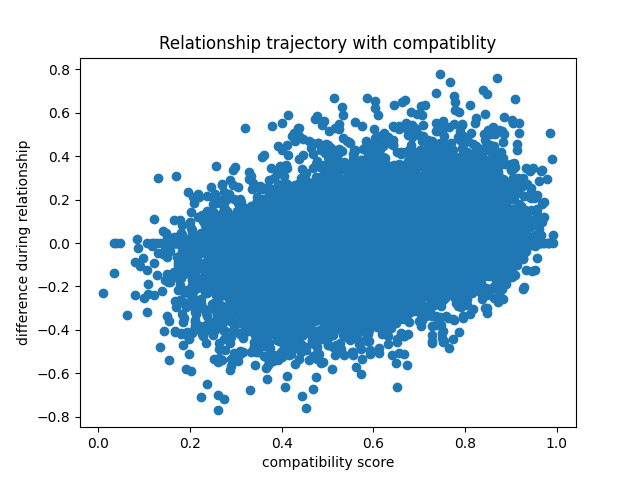 Relationship trajectory with compatiblity
difference during relationship
0.8
0.6
0.4
0.2
0.0
−0.2
−0.4
−0.6
−0.8
0.0 0.2 0.4 0.6 0.8 1.0
compatibility score